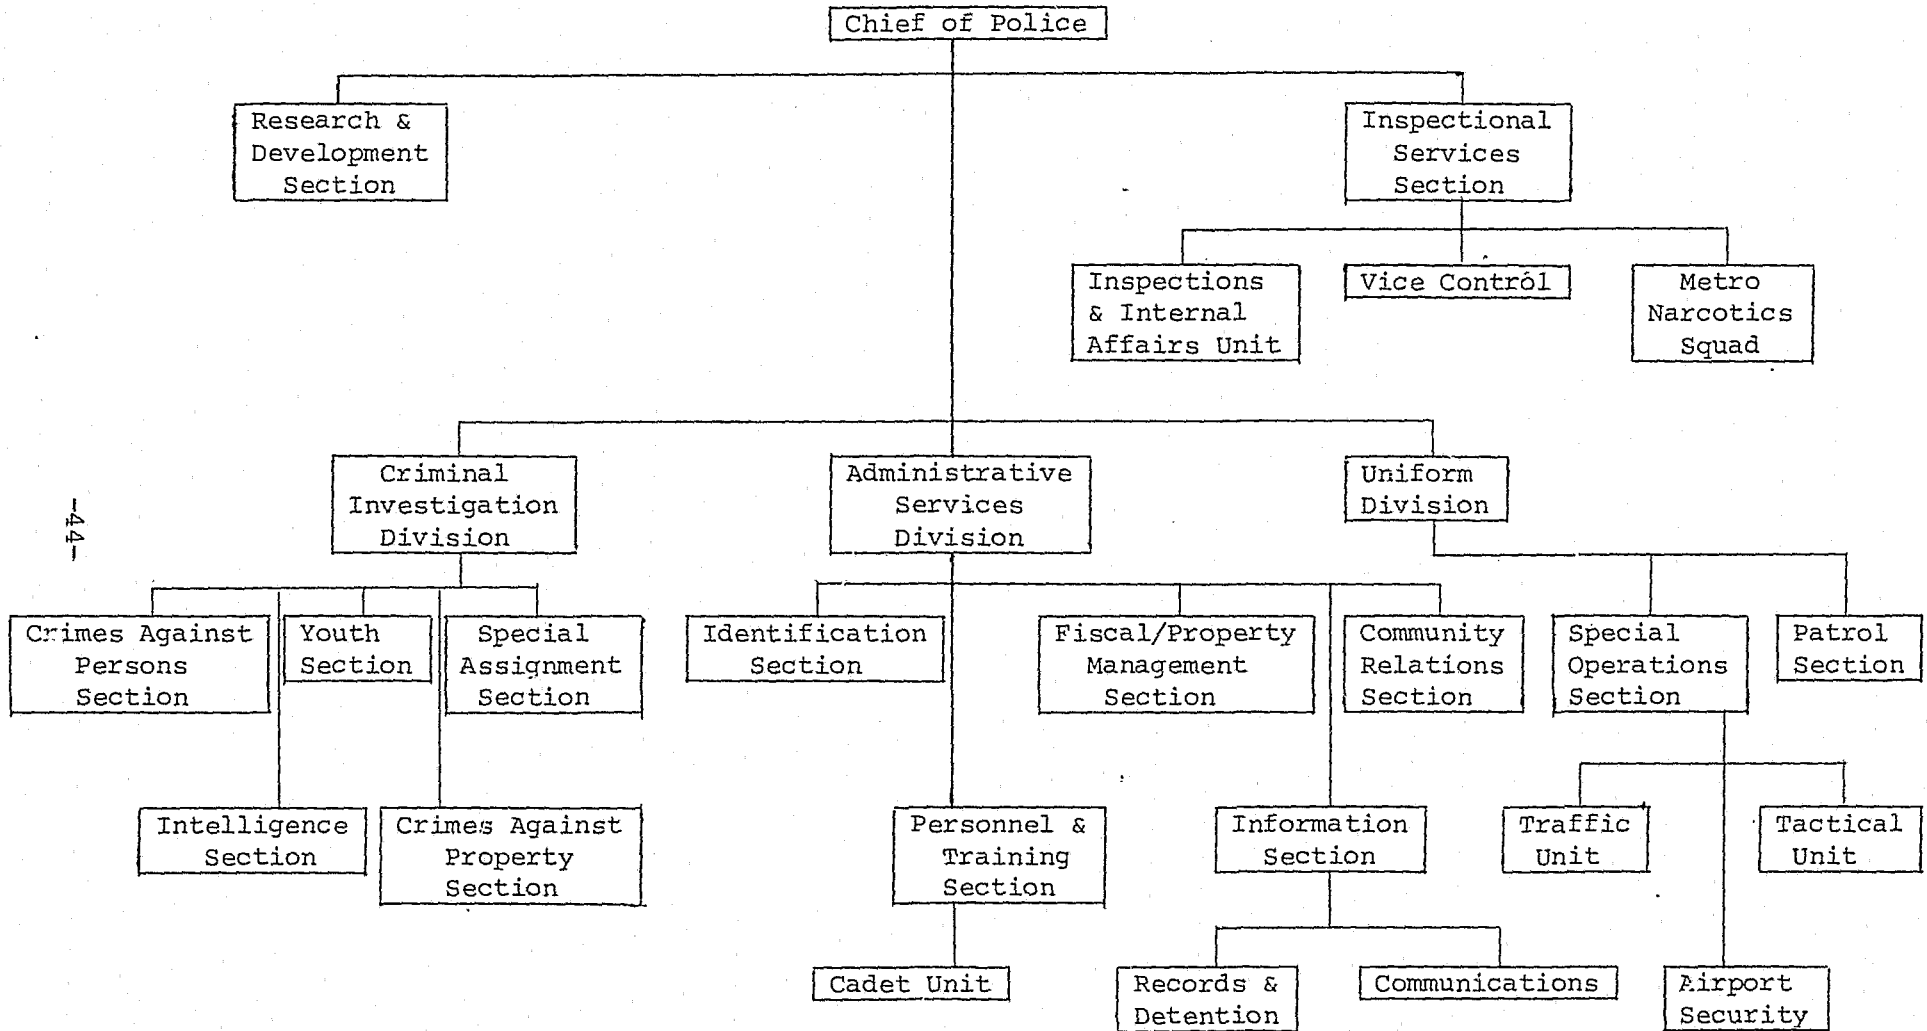 Chief of Police
Research &
Development
Section
Inspectional
Services
Section
Inspections
& Internal
Affairs Unit
Vice Control
Metro
Narcotics
Squad
Criminal
Investigation
Division
Administrative
Services
Division
Uniform
Division
-44-
Crimes Against
Persons
Section
Youth
Section
Special
Assignment
Section
Identification
Section
Fiscal/Property
Management
Section
Community
Relations
Section
Special
Operations
Section
Patrol
Section
Intelligence
Section
Crimes Against
Property
Section
Personnel &
Training
Section
Information
Section
Traffic
Unit
Tactical
Unit
Cadet Unit
Records &
Detention
Communications
Airport
Security